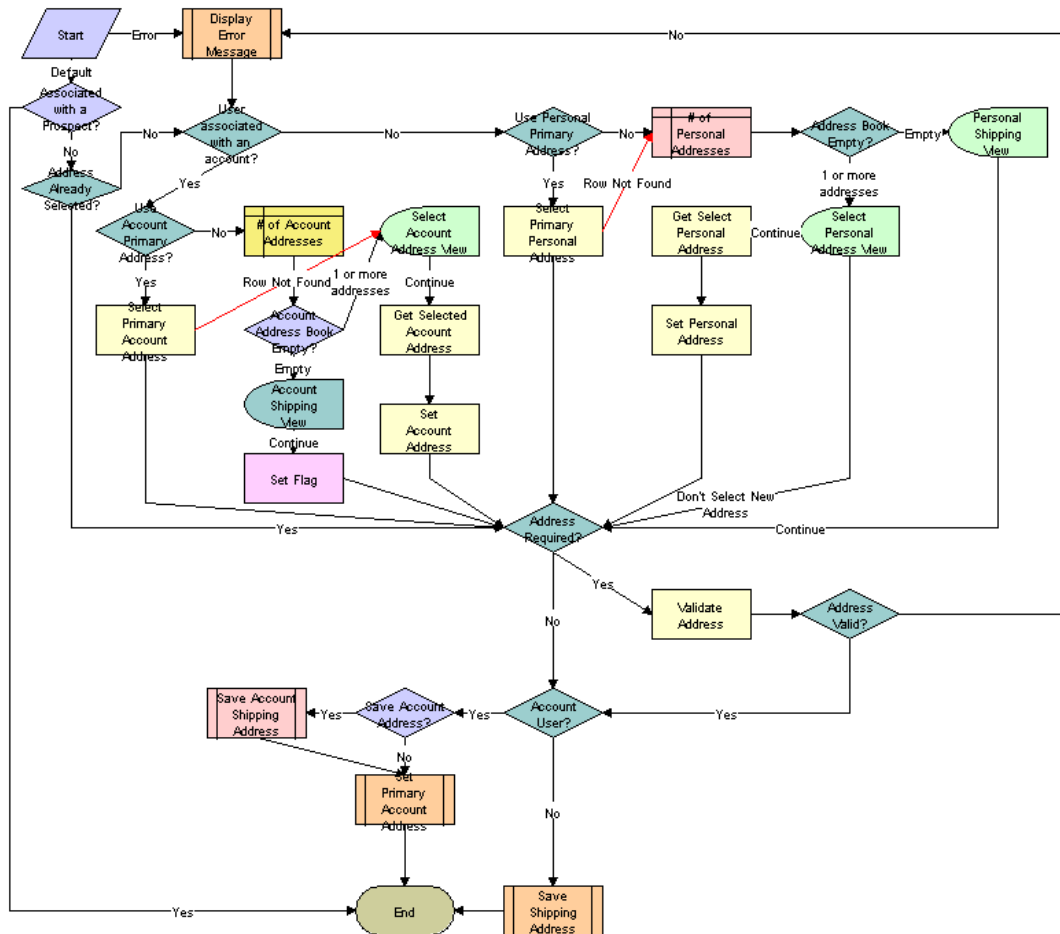 Start
Error
Display
Error
Message
No
Default
Associated
with a
Prospect?
No
User
associated
with an
account?
No
Use Personal
Primary
Address?
No
# of
Personal
Addresses
Address Book
Empty?
Empty
Personal
Shipping
View
No
Address
Already
Selected?
Yes
Yes
Row Not Found
1 or more
addresses
Use
Account
Primary
Address?
No
# of Account
Addresses
Select
Account
Address View
Select
Primary
Personal
Address
Get Select
Personal
Address
Continue
Select
Personal
Address View
Yes
Row Not Found
1 or more
addresses
Continue
Select
Primary
Account
Address
Account
Address Book
Empty?
Get Selected
Account
Address
Set Personal
Address
Empty
Account
Shipping
View
Set
Account
Address
Continue
Set Flag
Don't Select New
Address
Yes
Address
Required?
Continue
Yes
Validate
Address
Address
Valid?
No
Save Account
Shipping
Address
Yes
Save Account
Address?
Yes
Account
User?
Yes
No
Set
Primary
Account
Address
No
Yes
End
Save
Shipping
Address